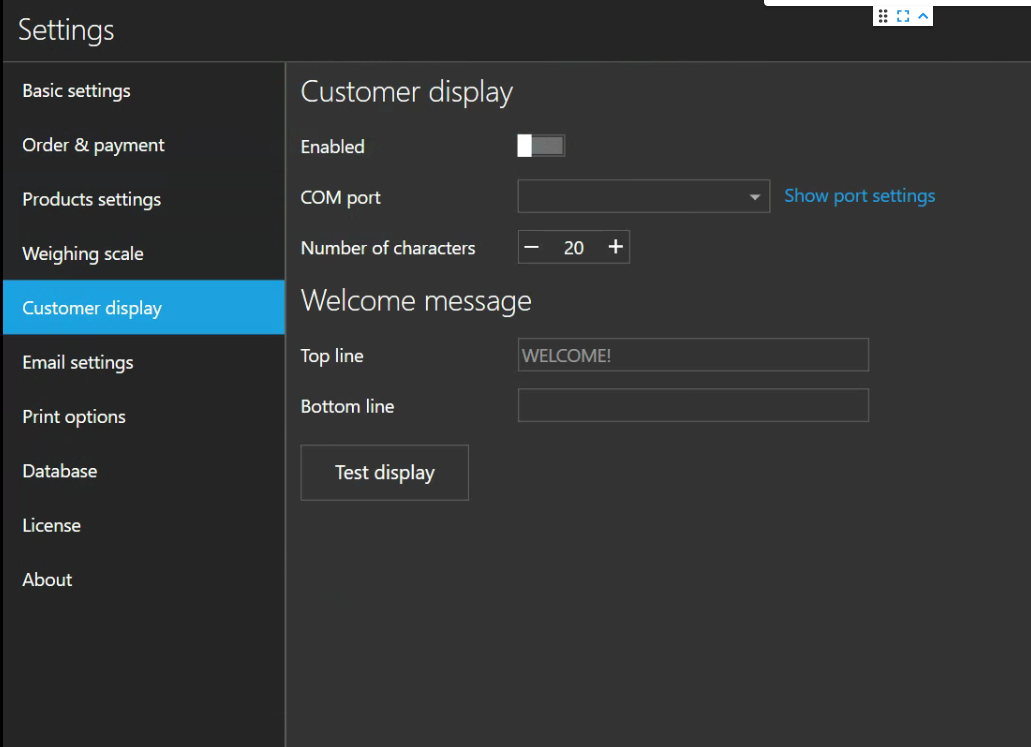 Settings
Basic settings
Order & payment
Products settings
Weighing scale
Customer display
Email settings
Print options
Database
License
About
Customer display
Enabled
COM port
Show port settings
Number of characters
− 20 +
Welcome message
Top line
WELCOME!
Bottom line
Test display